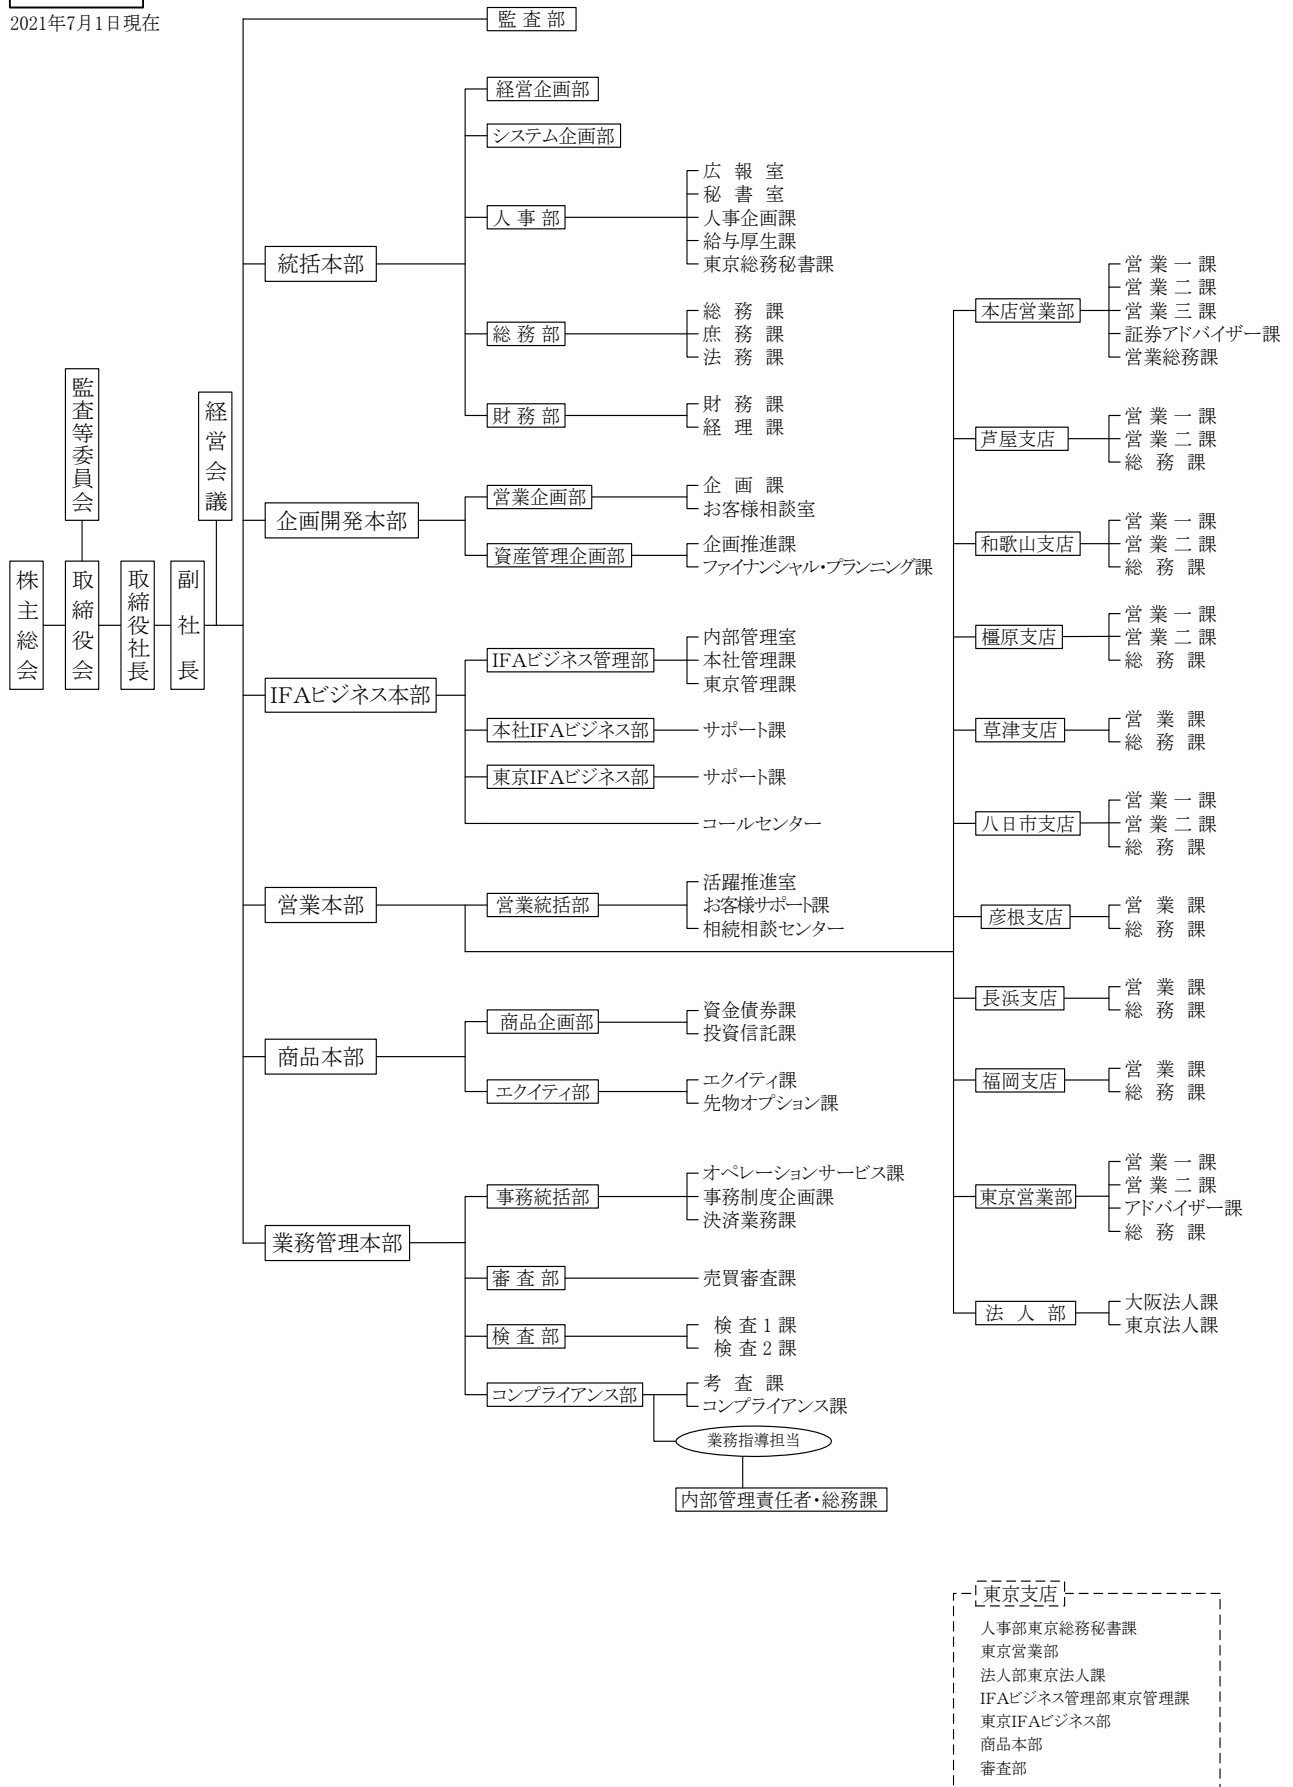 2021年7月1日現在
株主総会
監査等委員会
取締役会
取締役社長
副社長
経営会議
監査部
統括本部
経営企画部
システム企画部
人事部
広報室
秘書室
人事企画課
給与厚生課
東京総務秘書課
総務部
総務課
庶務課
法務課
財務部
財務課
経理課
企画開発本部
営業企画部
企画課
お客様相談室
資産管理企画部
企画推進課
ファイナンシャル・プランニング課
IFAビジネス本部
IFAビジネス管理部
内部管理室
本社管理課
東京管理課
本社IFAビジネス部
サポート課
東京IFAビジネス部
サポート課
コールセンター
営業本部
営業統括部
活躍推進室
お客様サポート課
相続相談センター
本店営業部
営業一課
営業二課
営業三課
証券アドバイザー課
営業総務課
芦屋支店
営業一課
営業二課
総務課
和歌山支店
営業一課
営業二課
総務課
橿原支店
営業一課
営業二課
総務課
草津支店
営業課
総務課
八日市支店
営業一課
営業二課
総務課
彦根支店
営業課
総務課
長浜支店
営業課
総務課
福岡支店
営業課
総務課
東京営業部
営業一課
営業二課
アドバイザー課
総務課
法人部
大阪法人課
東京法人課
商品本部
商品企画部
資金債券課
投資信託課
エクイティ部
エクイティ課
先物オプション課
業務管理本部
事務統括部
オペレーションサービス課
事務制度企画課
決済業務課
審査部
売買審査課
検査部
検査1課
検査2課
コンプライアンス部
考査課
コンプライアンス課
業務指導担当
内部管理責任者・総務課
東京支店
人事部東京総務秘書課
東京営業部
法人部東京法人課
IFAビジネス管理部東京管理課
東京IFAビジネス部
商品本部
審査部